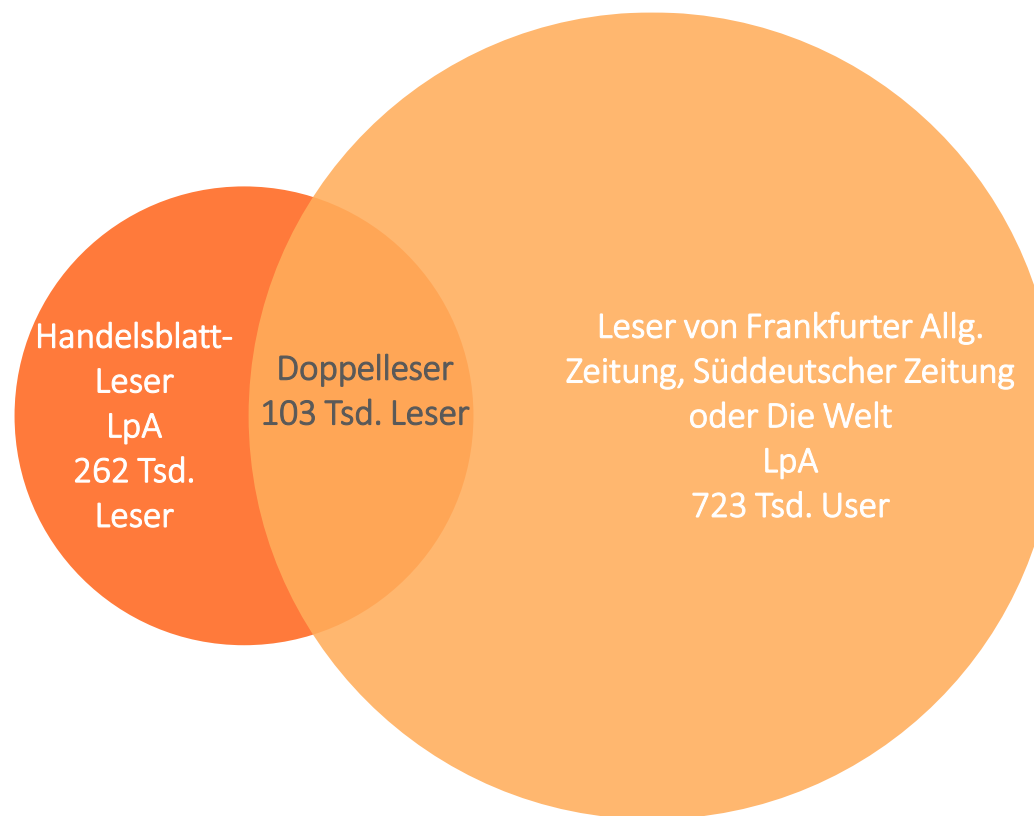 Handelsblatt-
Leser
LpA
262 Tsd.
Leser
Doppelleser
103 Tsd. Leser
Leser von Frankfurter Allg.
Zeitung, Süddeutscher Zeitung
oder Die Welt
LpA
723 Tsd. User